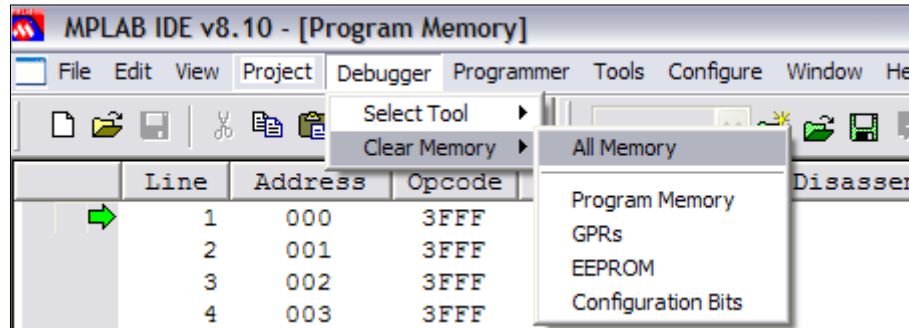 MPLAB IDE v8.10 - [Program Memory]
File Edit View Project Debugger Programmer Tools Configure Window He
Select Tool
Clear Memory All Memory
Line Address Opcode Disassem
Program Memory
1 000 3FFF
GPRs
2 001 3FFF
EEPROM
3 002 3FFF
Configuration Bits
4 003 3FFF